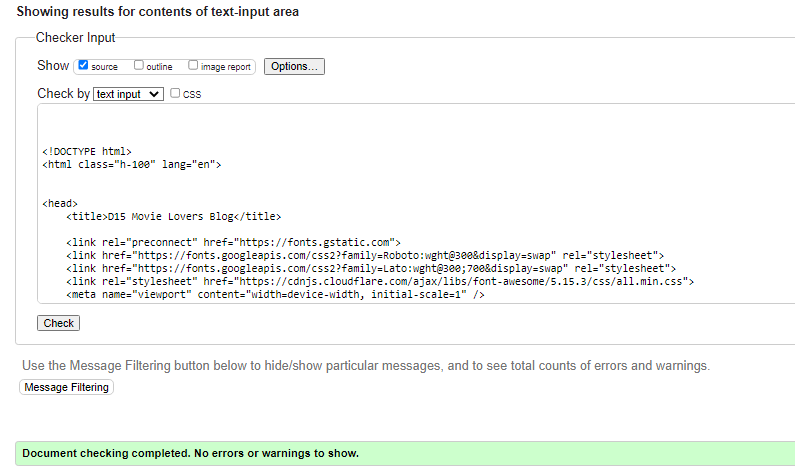 Showing results for contents of text-input area
Checker Input
Show source outline image report Options...
Check by text input css
<!DOCTYPE html>
<html class="h-100" lang="en">
<head>
<title>D15 Movie Lovers Blog</title>
<link rel="preconnect" href="https://fonts.gstatic.com">
<link href="https://fonts.googleapis.com/css2?family=Roboto:wght@300&display=swap" rel="stylesheet">
<link href="https://fonts.googleapis.com/css2?family=Lato:wght@300;700&display=swap" rel="stylesheet">
<link rel="stylesheet" href="https://cdnjs.cloudflare.com/ajax/libs/font-awesome/5.15.3/css/all.min.css">
<meta name="viewport" content="width=device-width, initial-scale=1" />
Check
Use the Message Filtering button below to hide/show particular messages, and to see total counts of errors and warnings.
Message Filtering
Document checking completed. No errors or warnings to show.